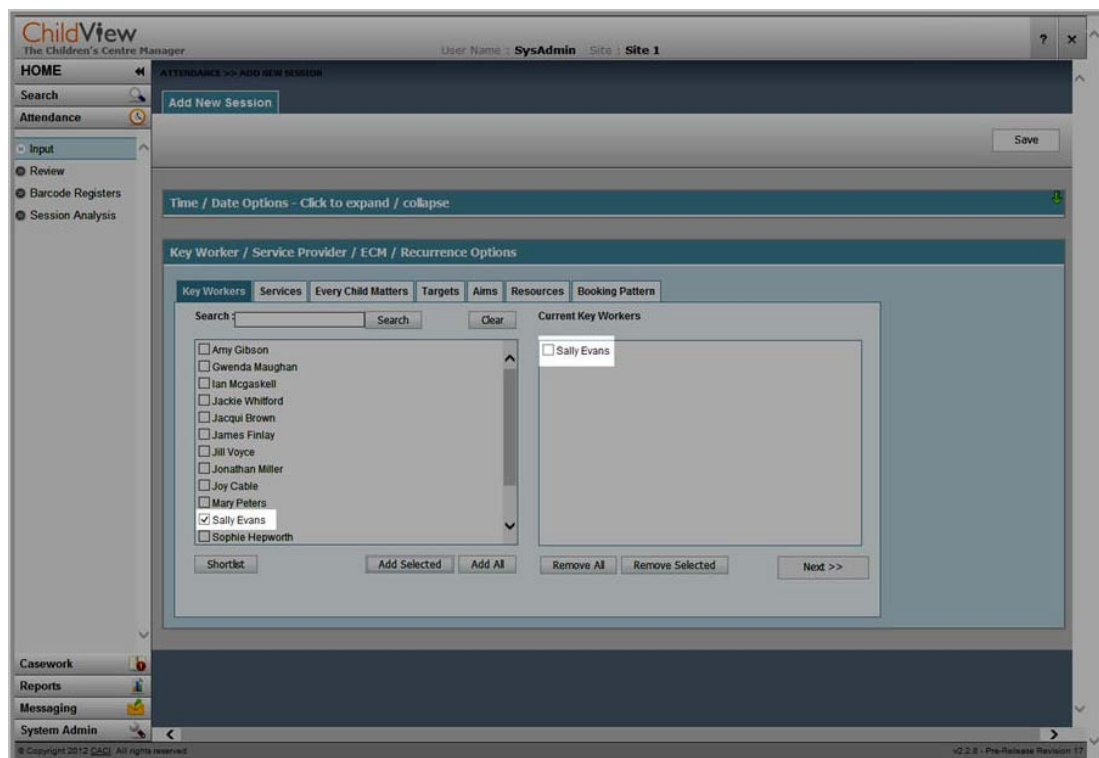 ChildView
The Children's Centre Manager
User Name : SysAdmin Site : Site 1
? x
HOME
Search
Attendance
Input
Review
Barcode Registers
Session Analysis
ATTENDANCE >> ADD NEW SESSION
Add New Session
Save
Time / Date Options - Click to expand / collapse
Key Worker / Service Provider / ECM / Recurrence Options
Key Workers Services Every Child Matters Targets Aims Resources Booking Pattern
Search : Search Clear
Amy Gibson
Gwenda Maughan
Ian Mcgaskell
Jackie Whitford
Jacqui Brown
James Finlay
Jill Voyce
Jonathan Miller
Joy Cable
Mary Peters
Sally Evans
Sophie Hepworth
Shortlist Add Selected Add All
Current Key Workers
Sally Evans
Remove All Remove Selected Next >>
Casework
Reports
Messaging
System Admin
© Copyright 2012 CACI All rights reserved. v2.2.8 - Pre-Release Revision 17